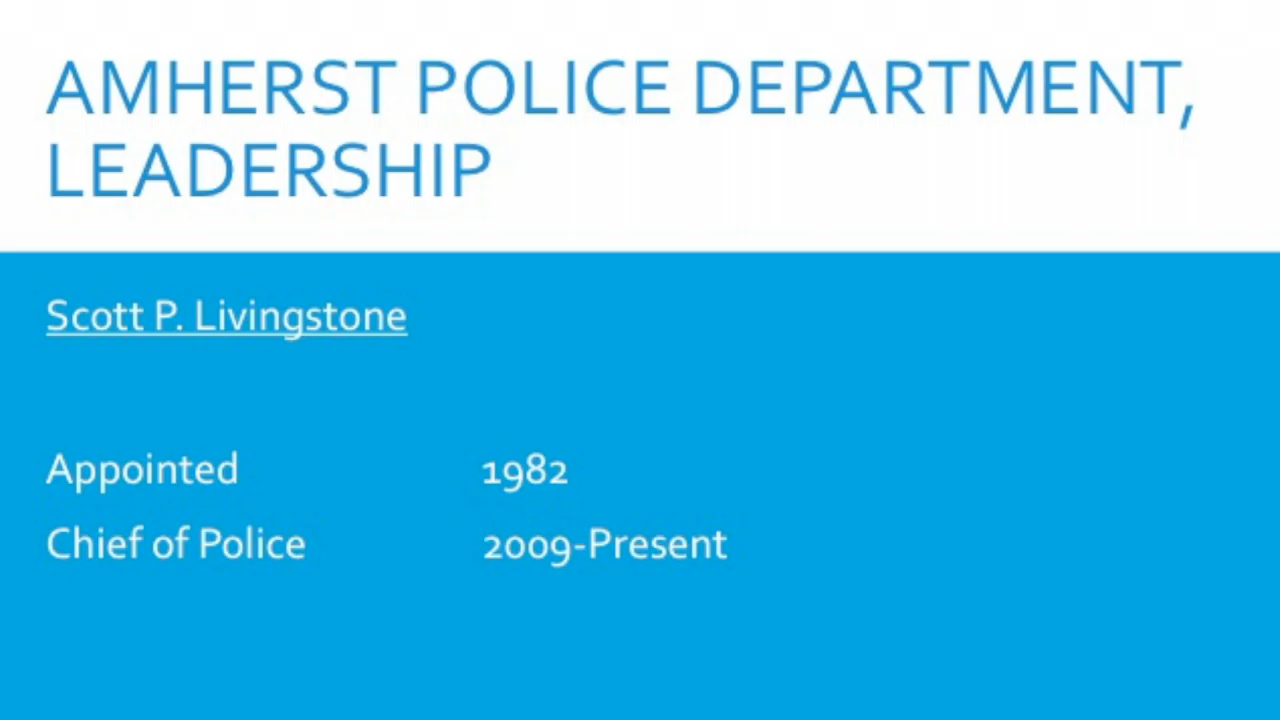 AMHERST POLICE DEPARTMENT,
LEADERSHIP
Scott P. Livingstone
Appointed 1982
Chief of Police 2009-Present